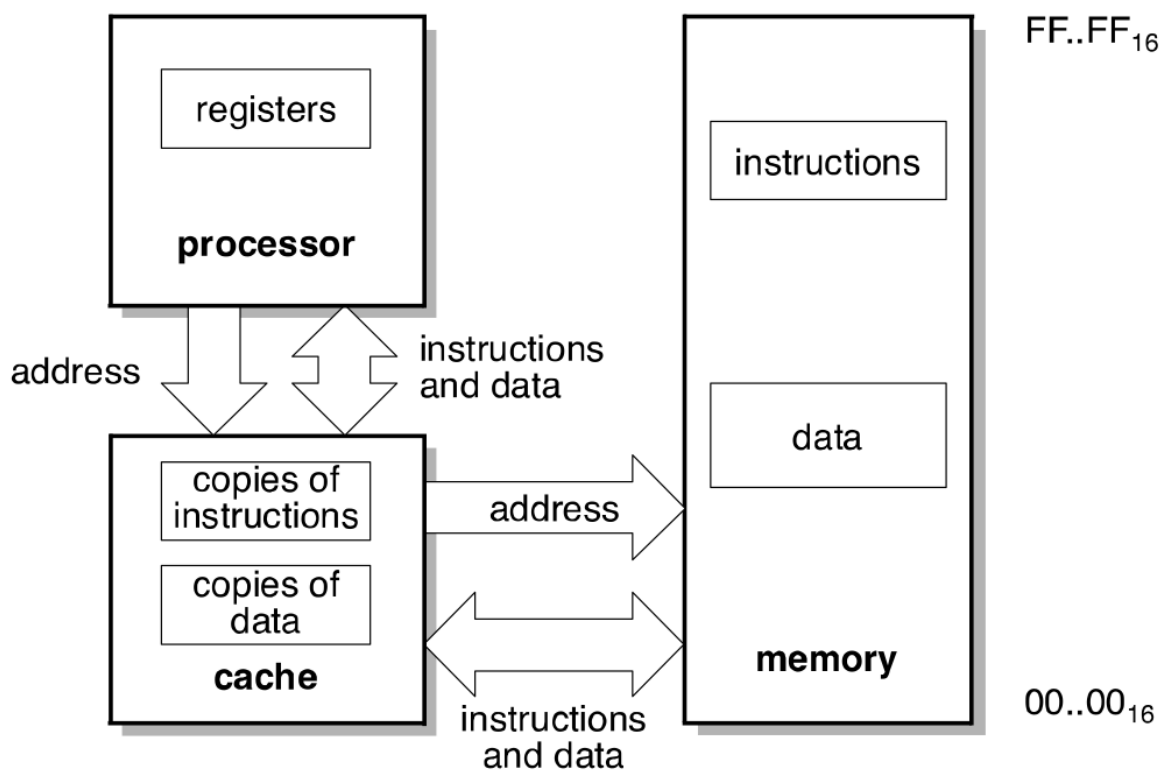 registers
processor
address
instructions
and data
copies of
instructions
copies of
data
cache
address
instructions
and data
FF..FF₁₆
instructions
data
memory
00..00₁₆